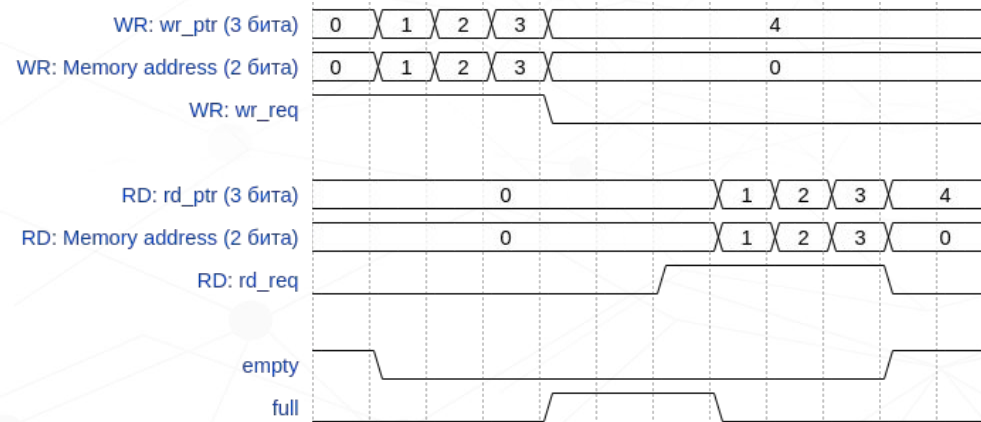 WR: wr_ptr (3 бита) 0 1 2 3 4
WR: Memory address (2 бита) 0 1 2 3 0
WR: wr_req
RD: rd_ptr (3 бита) 0 1 2 3 4
RD: Memory address (2 бита) 0 1 2 3 0
RD: rd_req
empty
full